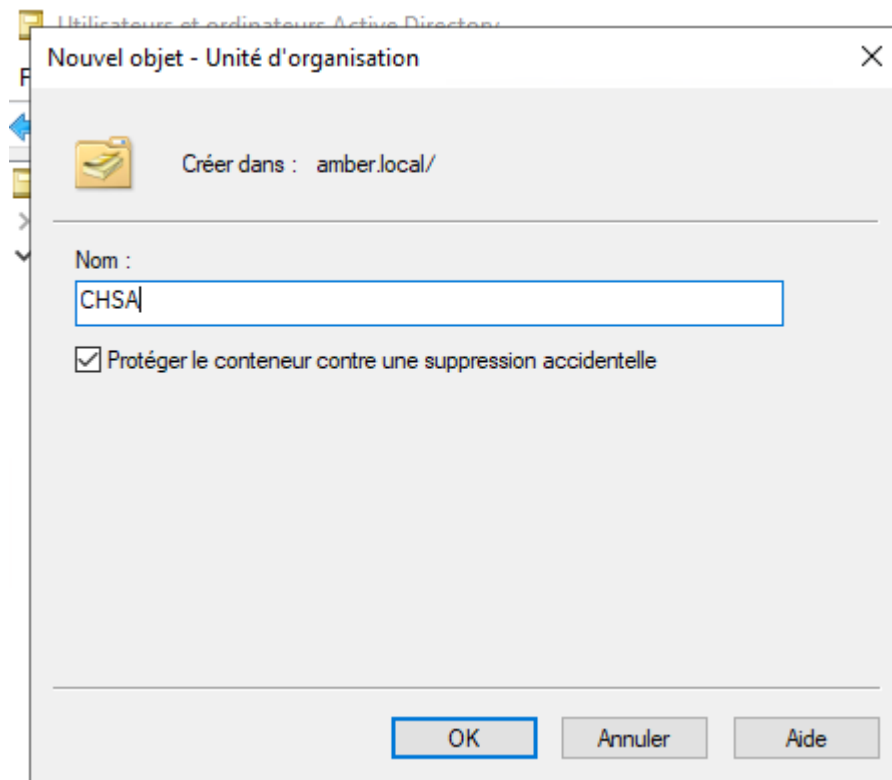 Utilisateurs et ordinateurs Active Directory
Nouvel objet - Unité d'organisation
F
Créer dans : amber.local/
Nom :
CHSA
Protéger le conteneur contre une suppression accidentelle
OK Annuler Aide